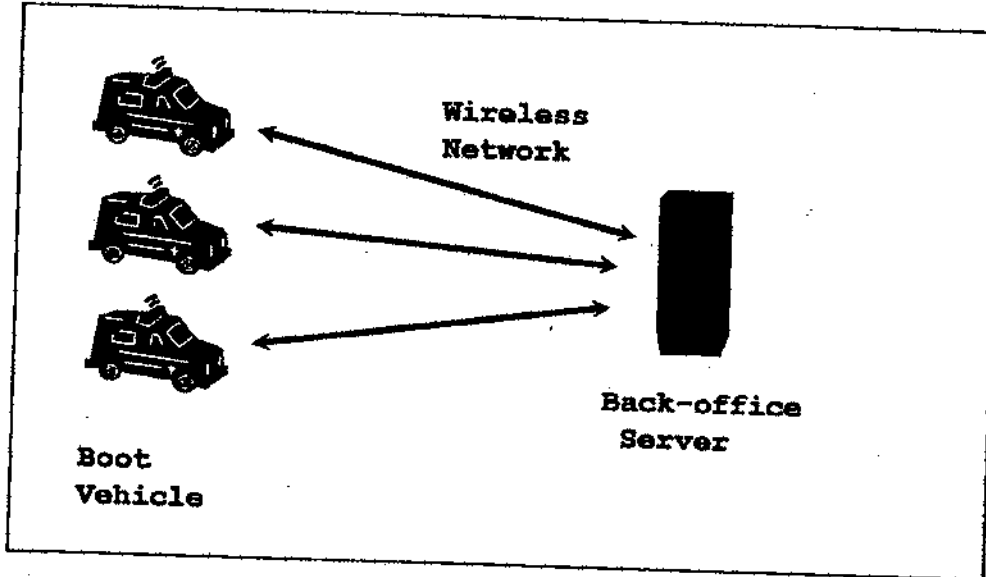 Wireless
Network
Back-office
Server
Boot
Vehicle